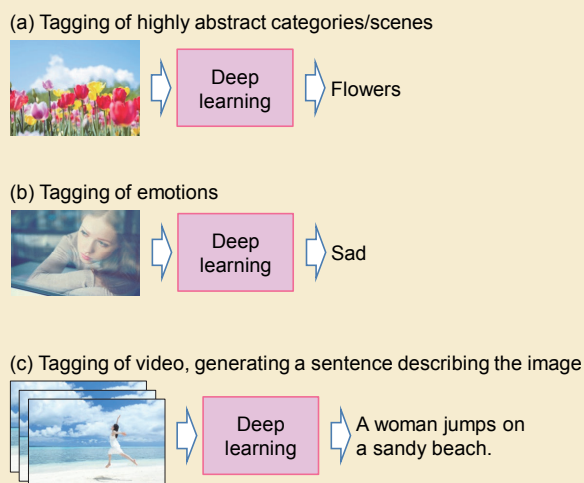 (a) Tagging of highly abstract categories/scenes
Deep
learning
Flowers
(b) Tagging of emotions
Deep
learning
Sad
(c) Tagging of video, generating a sentence describing the image
Deep
learning
A woman jumps on
a sandy beach.